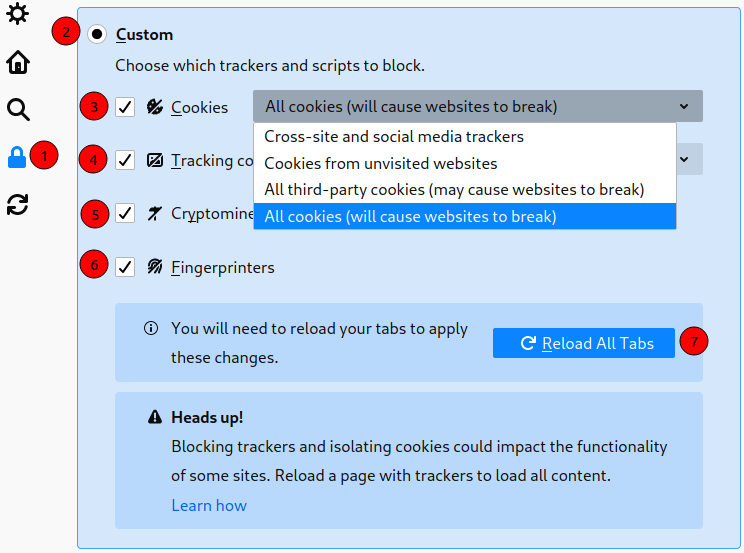 2
Custom
Choose which trackers and scripts to block.
3
Cookies
All cookies (will cause websites to break)
Cross-site and social media trackers
1
4
Tracking co
Cookies from unvisited websites
All third-party cookies (may cause websites to break)
5
Cryptomine
All cookies (will cause websites to break)
6
Fingerprinters
You will need to reload your tabs to apply
these changes.
Reload All Tabs
7
Heads up!
Blocking trackers and isolating cookies could impact the functionality
of some sites. Reload a page with trackers to load all content.
Learn how